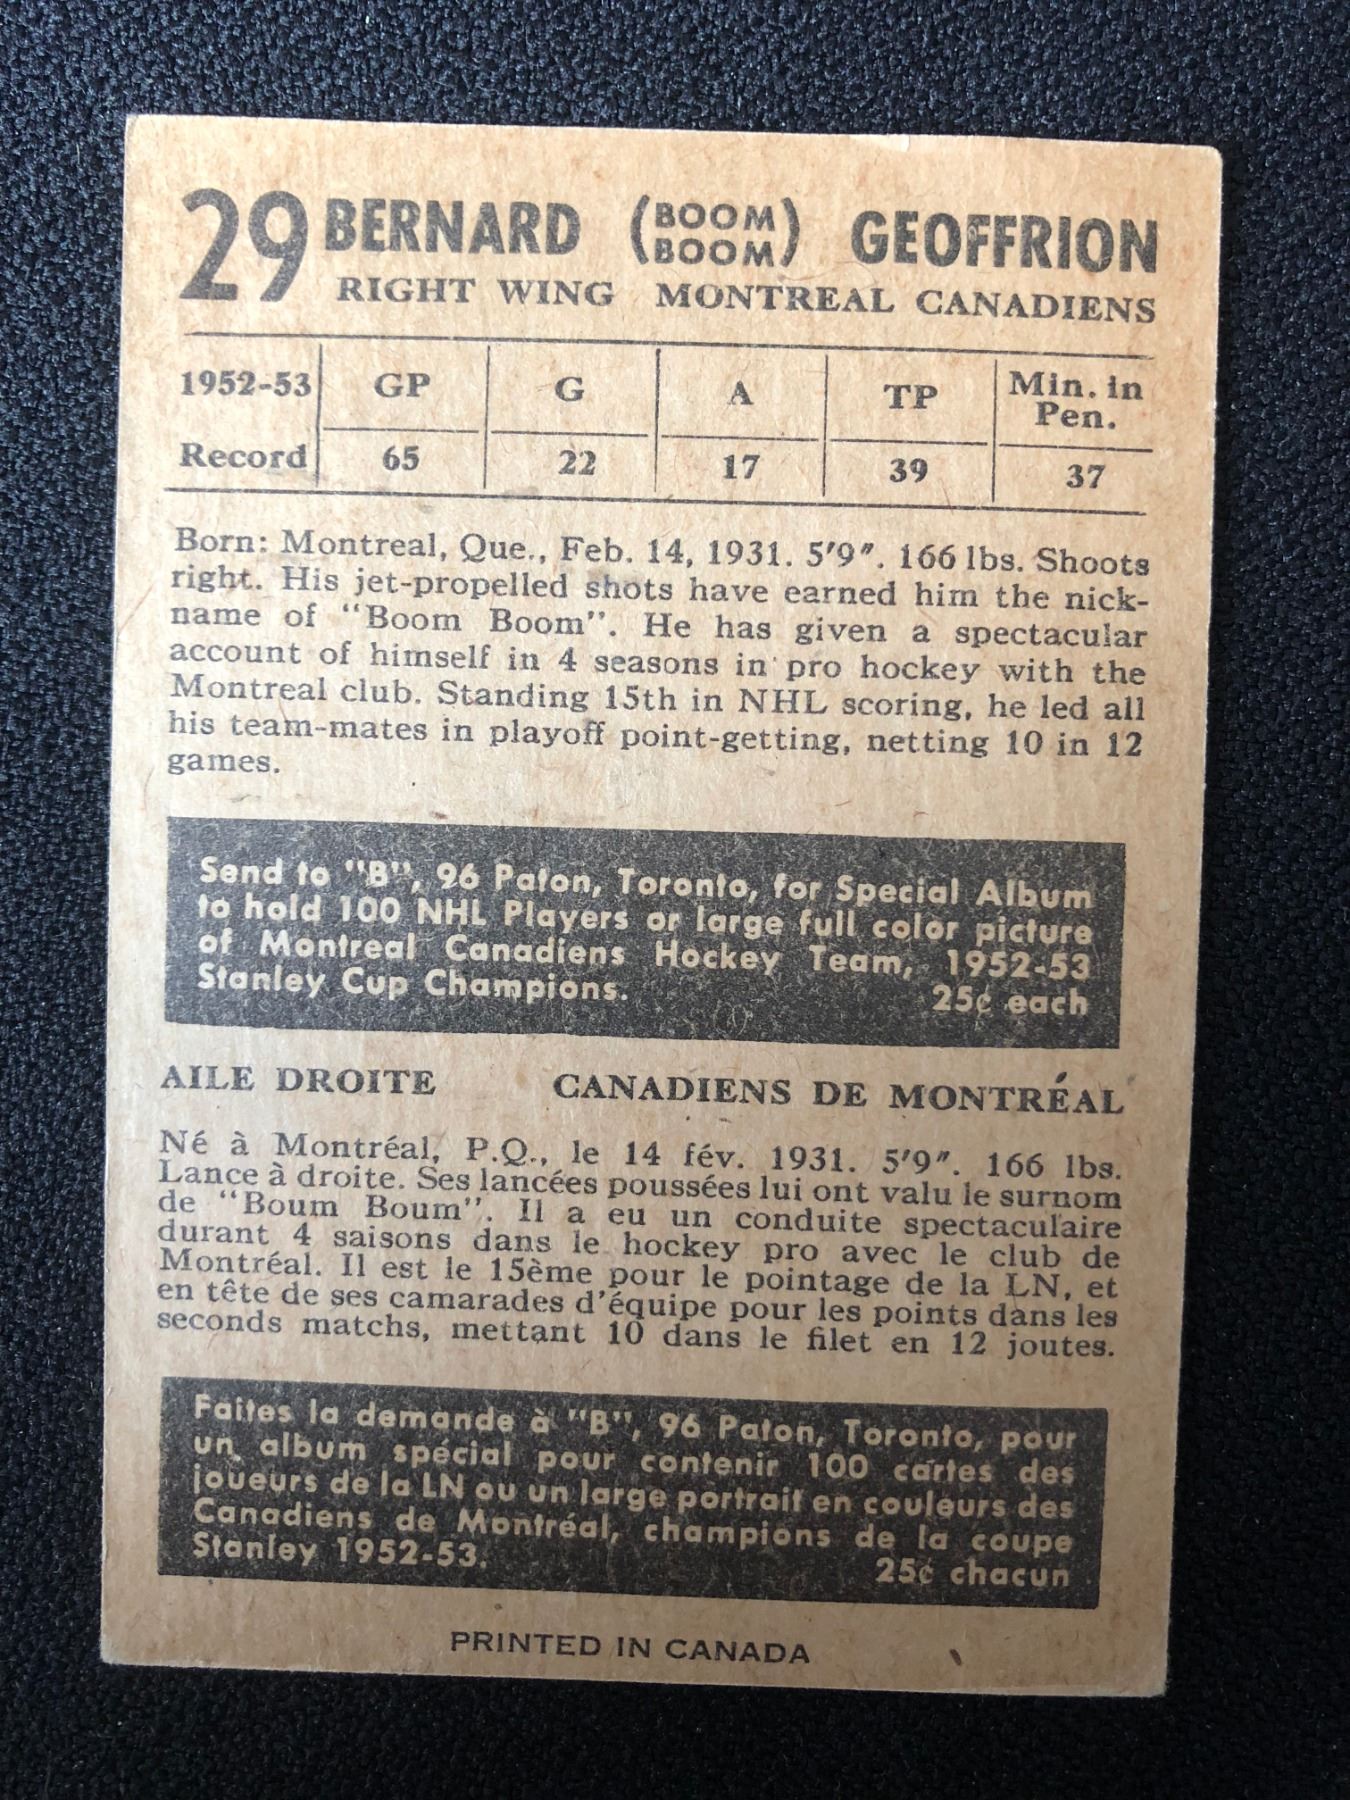 29 BERNARD (BOOM BOOM) GEOFFRION
RIGHT WING MONTREAL CANADIENS
1952-53 GP G A TP Min. in Pen.
Record 65 22 17 39 37
Born: Montreal, Que., Feb. 14, 1931. 5'9". 166 lbs. Shoots
right. His jet-propelled shots have earned him the nick-
name of "Boom Boom". He has given a spectacular
account of himself in 4 seasons in pro hockey with the
Montreal club. Standing 15th in NHL scoring, he led all
his team-mates in playoff point-getting, netting 10 in 12
games.
Send to "B", 96 Paton, Toronto, for Special Album
to hold 100 NHL Players or large full color picture
of Montreal Canadiens Hockey Team, 1952-53
Stanley Cup Champions. 25¢ each
AILE DROITE CANADIENS DE MONTRÉAL
Né à Montréal, P.Q., le 14 fév. 1931. 5'9". 166 lbs.
Lance à droite. Ses lancées poussées lui ont valu le surnom
de "Boum Boum". Il a eu un conduite spectaculaire
durant 4 saisons dans le hockey pro avec le club de
Montréal. Il est le 15ème pour le pointage de la LN, et
en tête de ses camarades d'équipe pour les points dans les
seconds matchs, mettant 10 dans le filet en 12 joutes.
Faites la demande à "B", 96 Paton, Toronto, pour
un album spécial pour contenir 100 cartes des
joueurs de la LN ou un large portrait en couleurs des
Canadiens de Montréal, champions de la coupe
Stanley 1952-53. 25¢ chacun
PRINTED IN CANADA